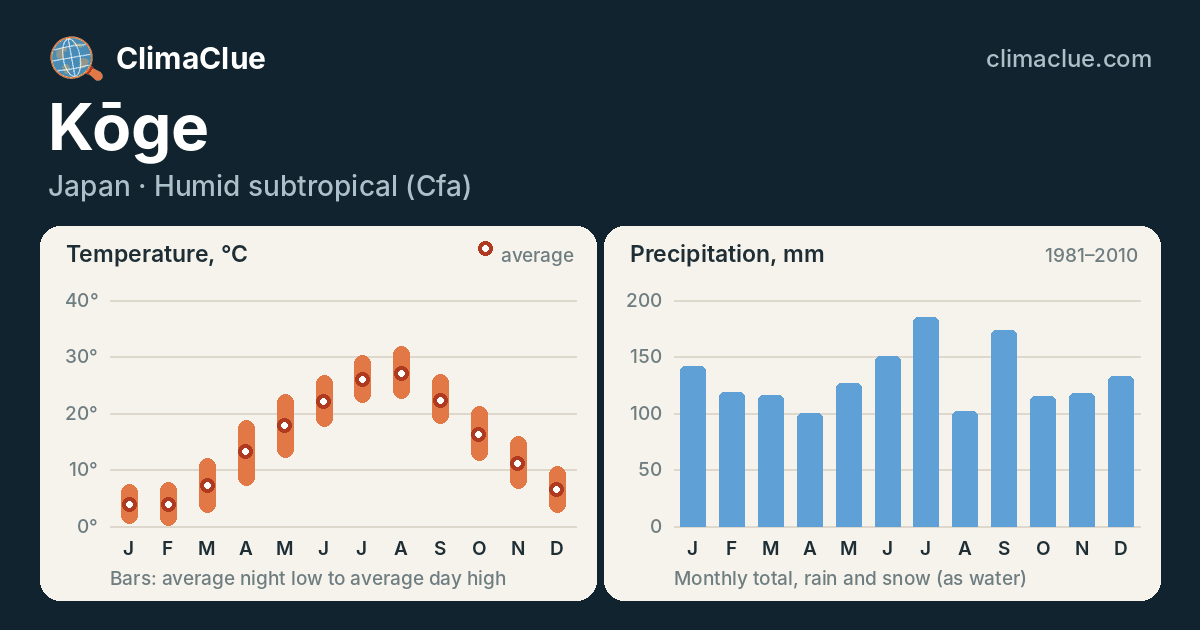 ClimaClue
climaclue.com
Kōge
Japan · Humid subtropical (Cfa)
Temperature, °C
average
40°
30°
20°
10°
0°
J F M A M J J A S O N D
Bars: average night low to average day high
Precipitation, mm
1981–2010
200
150
100
50
0
J F M A M J J A S O N D
Monthly total, rain and snow (as water)